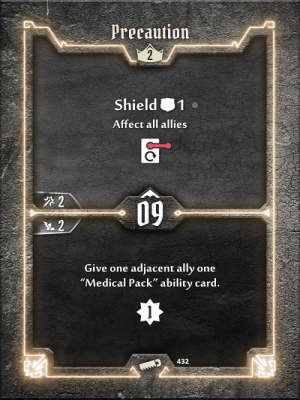 Precaution
2
Shield 1
Affect all allies
2
09
2
Give one adjacent ally one
“Medical Pack” ability card.
1
432